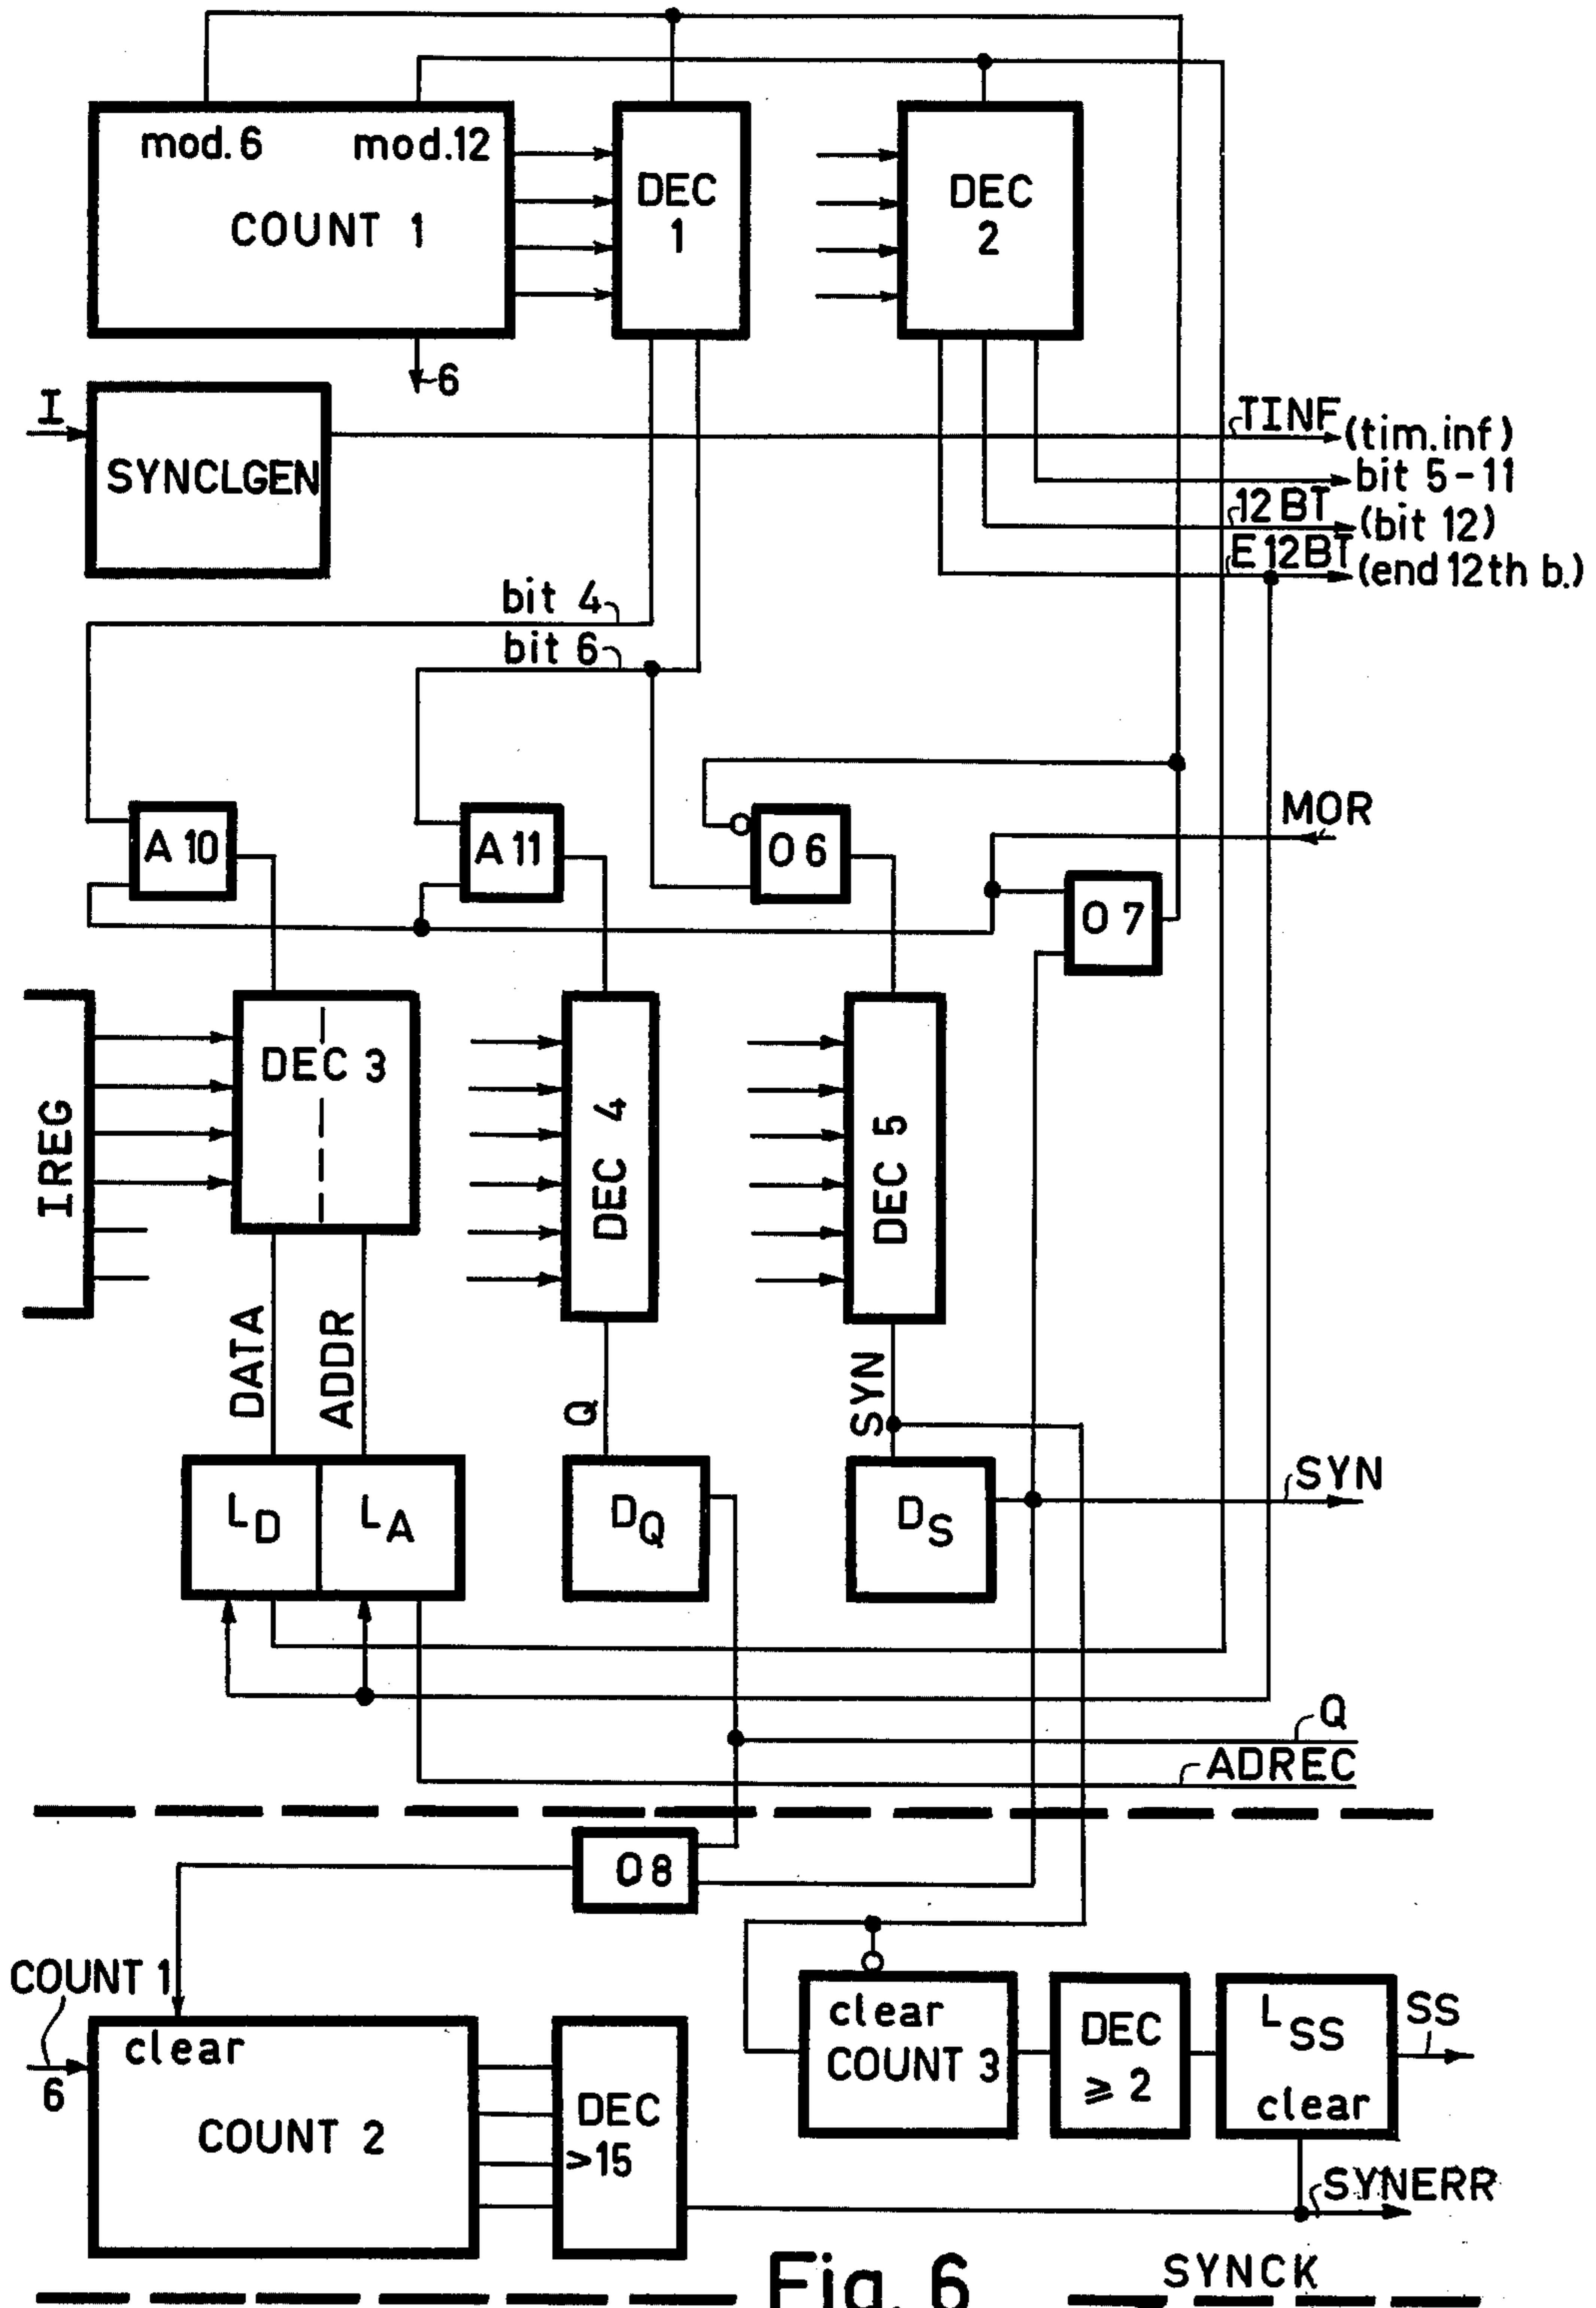 mod.6 mod.12
COUNT 1
DEC
1
DEC
2
6
I
SYNCLGEN
TINF (tim.inf)
bit 5-11
12BT (bit 12)
E12BT (end 12th b.)
bit 4
bit 6
MOR
A 10
A 11
O 6
O 7
IREG
DEC 3
DEC 4
DEC 5
DATA
ADDR
Q
SYN
LD
LA
DQ
DS
SYN
Q
ADREC
O8
COUNT 1
6
clear
COUNT 2
DEC
>15
clear
COUNT 3
DEC
⩾ 2
LSS
clear
SS
SYNERR
Fig. 6
SYNCK